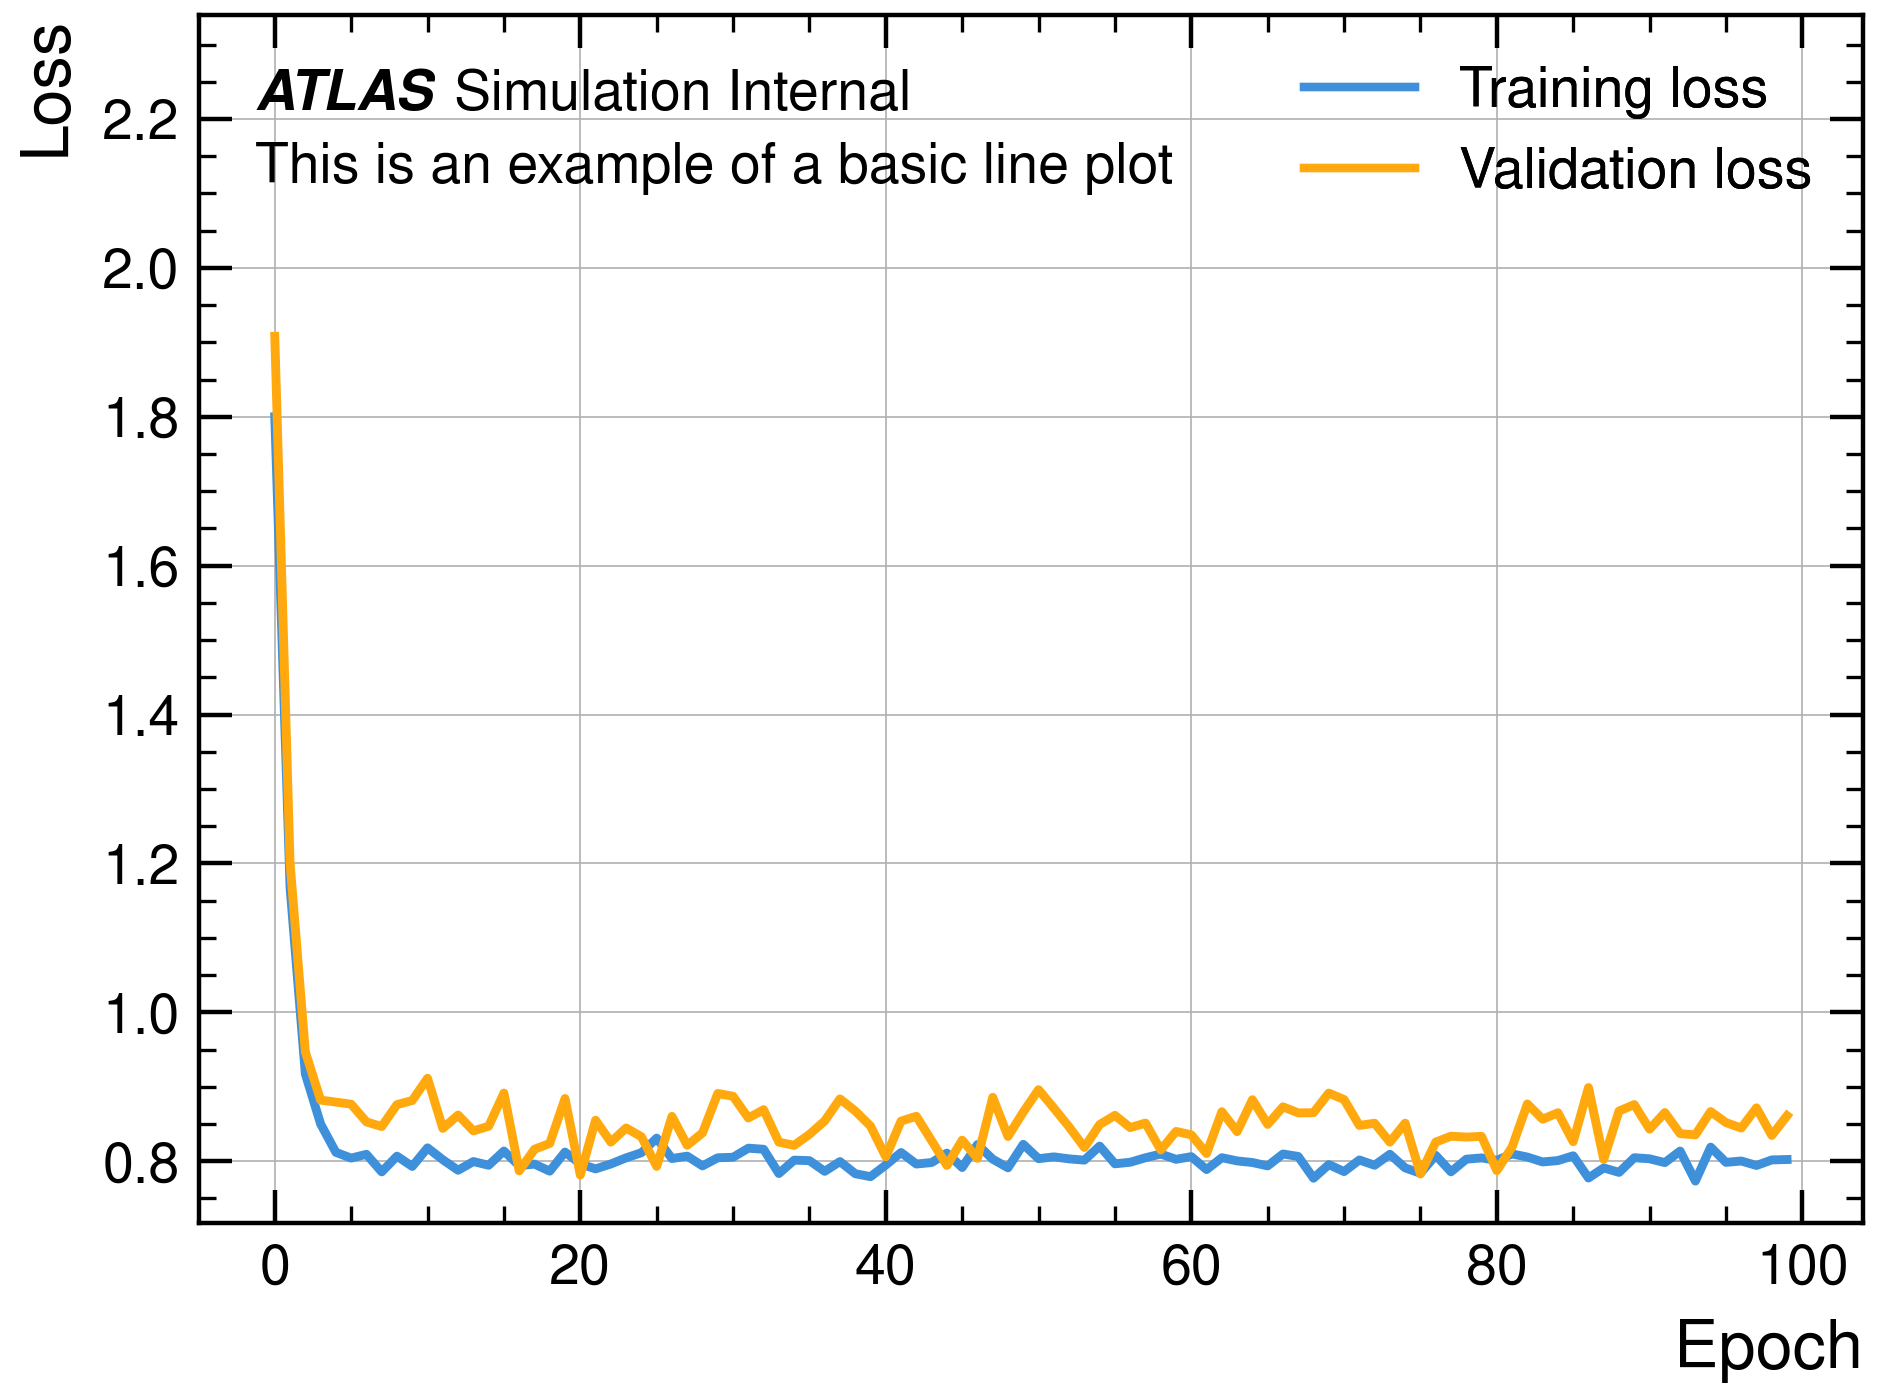 Loss
ATLAS Simulation Internal
This is an example of a basic line plot
Training loss
Validation loss
2.2
2.0
1.8
1.6
1.4
1.2
1.0
0.8
0 20 40 60 80 100
Epoch